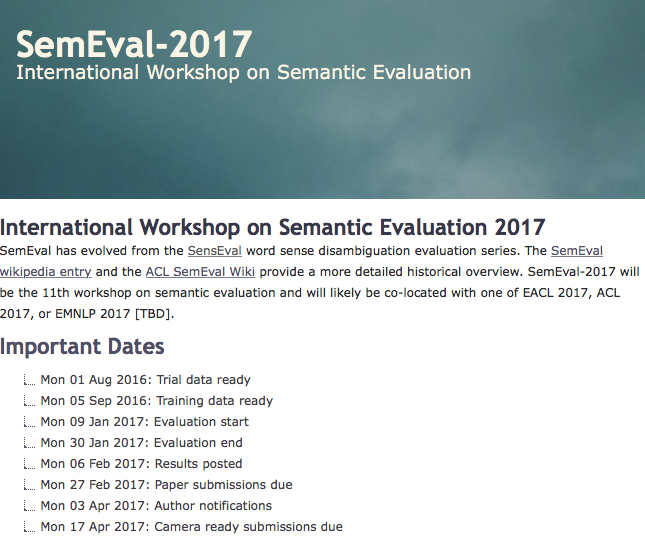 SemEval-2017
International Workshop on Semantic Evaluation
International Workshop on Semantic Evaluation 2017
SemEval has evolved from the SensEval word sense disambiguation evaluation series. The SemEval
wikipedia entry and the ACL SemEval Wiki provide a more detailed historical overview. SemEval-2017 will
be the 11th workshop on semantic evaluation and will likely be co-located with one of EACL 2017, ACL
2017, or EMNLP 2017 [TBD].
Important Dates
Mon 01 Aug 2016: Trial data ready
Mon 05 Sep 2016: Training data ready
Mon 09 Jan 2017: Evaluation start
Mon 30 Jan 2017: Evaluation end
Mon 06 Feb 2017: Results posted
Mon 27 Feb 2017: Paper submissions due
Mon 03 Apr 2017: Author notifications
Mon 17 Apr 2017: Camera ready submissions due